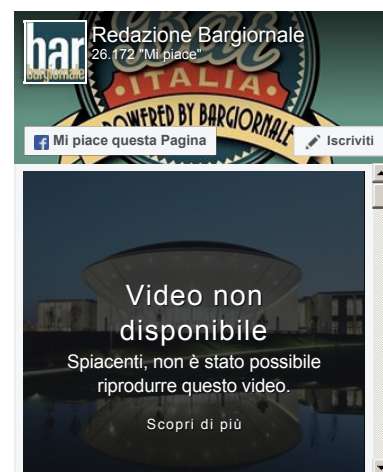 bar
bargiornale
Redazione Bargiornale
26.172 "Mi piace"
Bar
ITALIA
POWERED BY BARGIORNALE
Mi piace questa Pagina
Iscriviti
Video non
disponibile
Spiacenti, non è stato possibile
riprodurre questo video.
Scopri di più